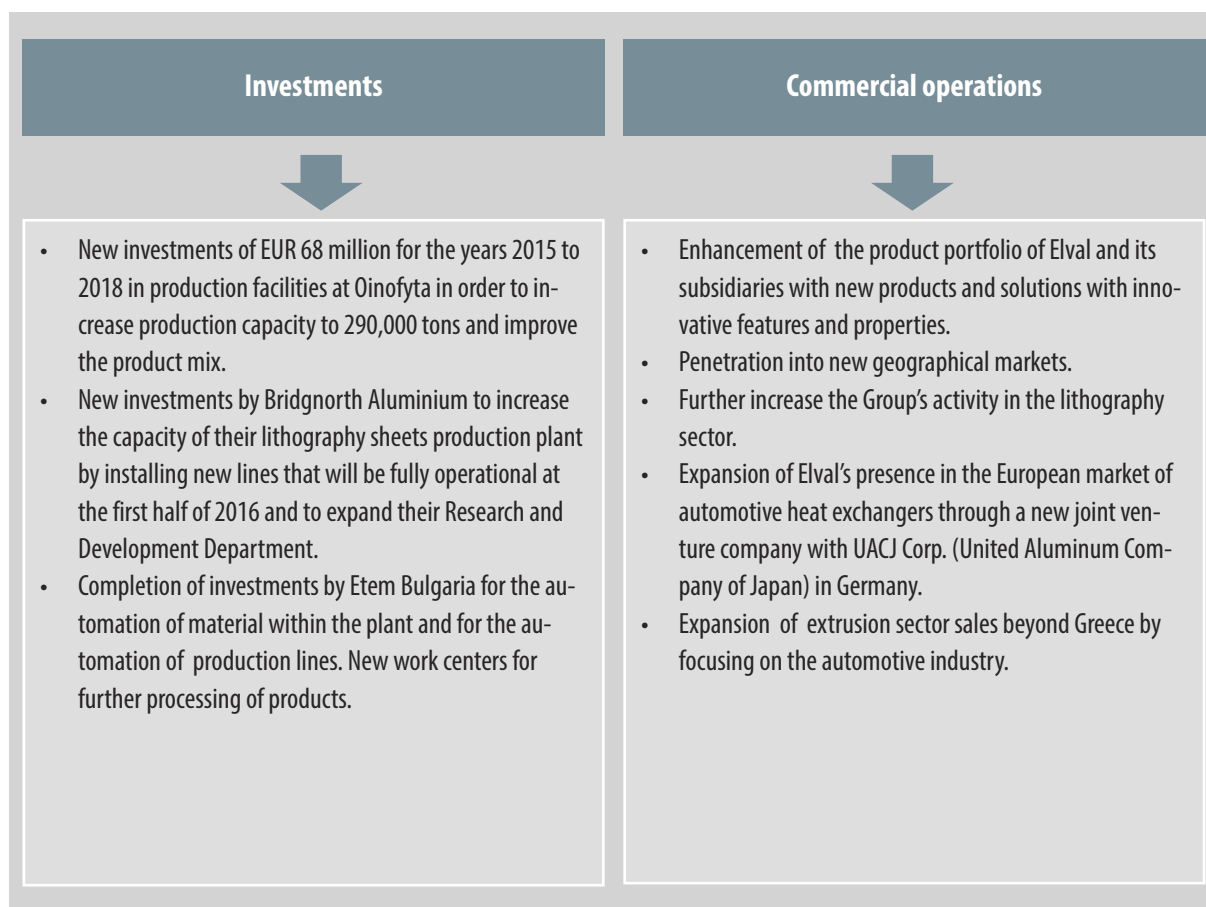 Investments
• New investments of EUR 68 million for the years 2015 to
2018 in production facilities at Oinofyta in order to in-
crease production capacity to 290,000 tons and improve
the product mix.
• New investments by Bridgnorth Aluminium to increase
the capacity of their lithography sheets production plant
by installing new lines that will be fully operational at
the first half of 2016 and to expand their Research and
Development Department.
• Completion of investments by Etem Bulgaria for the au-
tomation of material within the plant and for the au-
tomation of production lines. New work centers for
further processing of products.
Commercial operations
• Enhancement of the product portfolio of Elval and its
subsidiaries with new products and solutions with inno-
vative features and properties.
• Penetration into new geographical markets.
• Further increase the Group's activity in the lithography
sector.
• Expansion of Elval's presence in the European market of
automotive heat exchangers through a new joint ven-
ture company with UACJ Corp. (United Aluminum Com-
pany of Japan) in Germany.
• Expansion of extrusion sector sales beyond Greece by
focusing on the automotive industry.